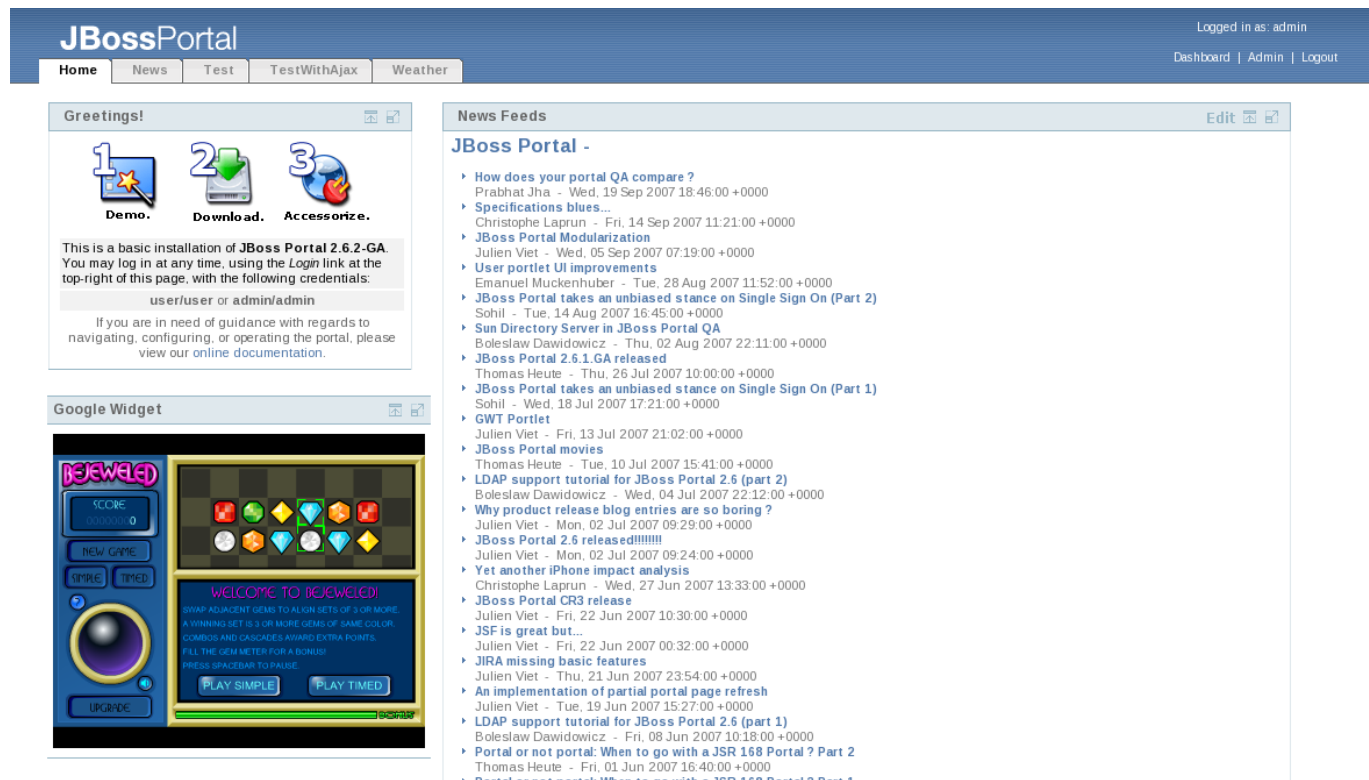 JBossPortal
Logged in as: admin
Dashboard | Admin | Logout
Home News Test TestWithAjax Weather
Greetings!
1 2 3
Demo. Download. Accessorize.
This is a basic installation of JBoss Portal 2.6.2-GA.
You may log in at any time, using the Login link at the
top-right of this page, with the following credentials:
user/user or admin/admin
If you are in need of guidance with regards to
navigating, configuring, or operating the portal, please
view our online documentation.
Google Widget
BEJEWELED
SCORE
00000000
NEW GAME
SIMPLE TIMED
UPGRADE
WELCOME TO BEJEWELED!
SWAP ADJACENT GEMS TO ALIGN SETS OF 3 OR MORE.
A WINNING SET IS 3 OR MORE GEMS OF SAME COLOR.
COMBOS AND CASCADES AWARD EXTRA POINTS.
FILL THE GEM METER FOR A BONUS!
PRESS SPACEBAR TO PAUSE.
PLAY SIMPLE PLAY TIMED
BONUS
News Feeds
Edit
JBoss Portal -
How does your portal QA compare ?
Prabhat Jha - Wed, 19 Sep 2007 18:46:00 +0000
Specifications blues...
Christophe Laprun - Fri, 14 Sep 2007 11:21:00 +0000
JBoss Portal Modularization
Julien Viet - Wed, 05 Sep 2007 07:19:00 +0000
User portlet UI improvements
Emanuel Muckenhuber - Tue, 28 Aug 2007 11:52:00 +0000
JBoss Portal takes an unbiased stance on Single Sign On (Part 2)
Sohil - Tue, 14 Aug 2007 16:45:00 +0000
Sun Directory Server in JBoss Portal QA
Boleslaw Dawidowicz - Thu, 02 Aug 2007 22:11:00 +0000
JBoss Portal 2.6.1.GA released
Thomas Heute - Thu, 26 Jul 2007 10:00:00 +0000
JBoss Portal takes an unbiased stance on Single Sign On (Part 1)
Sohil - Wed, 18 Jul 2007 17:21:00 +0000
GWT Portlet
Julien Viet - Fri, 13 Jul 2007 21:02:00 +0000
JBoss Portal movies
Thomas Heute - Tue, 10 Jul 2007 15:41:00 +0000
LDAP support tutorial for JBoss Portal 2.6 (part 2)
Boleslaw Dawidowicz - Wed, 04 Jul 2007 22:12:00 +0000
Why product release blog entries are so boring ?
Julien Viet - Mon, 02 Jul 2007 09:29:00 +0000
JBoss Portal 2.6 released!!!!!!!!
Julien Viet - Mon, 02 Jul 2007 09:24:00 +0000
Yet another iPhone impact analysis
Christophe Laprun - Wed, 27 Jun 2007 13:33:00 +0000
JBoss Portal CR3 release
Julien Viet - Fri, 22 Jun 2007 10:30:00 +0000
JSF is great but...
Julien Viet - Fri, 22 Jun 2007 00:32:00 +0000
JIRA missing basic features
Julien Viet - Thu, 21 Jun 2007 23:54:00 +0000
An implementation of partial portal page refresh
Julien Viet - Tue, 19 Jun 2007 15:27:00 +0000
LDAP support tutorial for JBoss Portal 2.6 (part 1)
Boleslaw Dawidowicz - Fri, 08 Jun 2007 10:18:00 +0000
Portal or not portal: When to go with a JSR 168 Portal ? Part 2
Thomas Heute - Fri, 01 Jun 2007 16:40:00 +0000